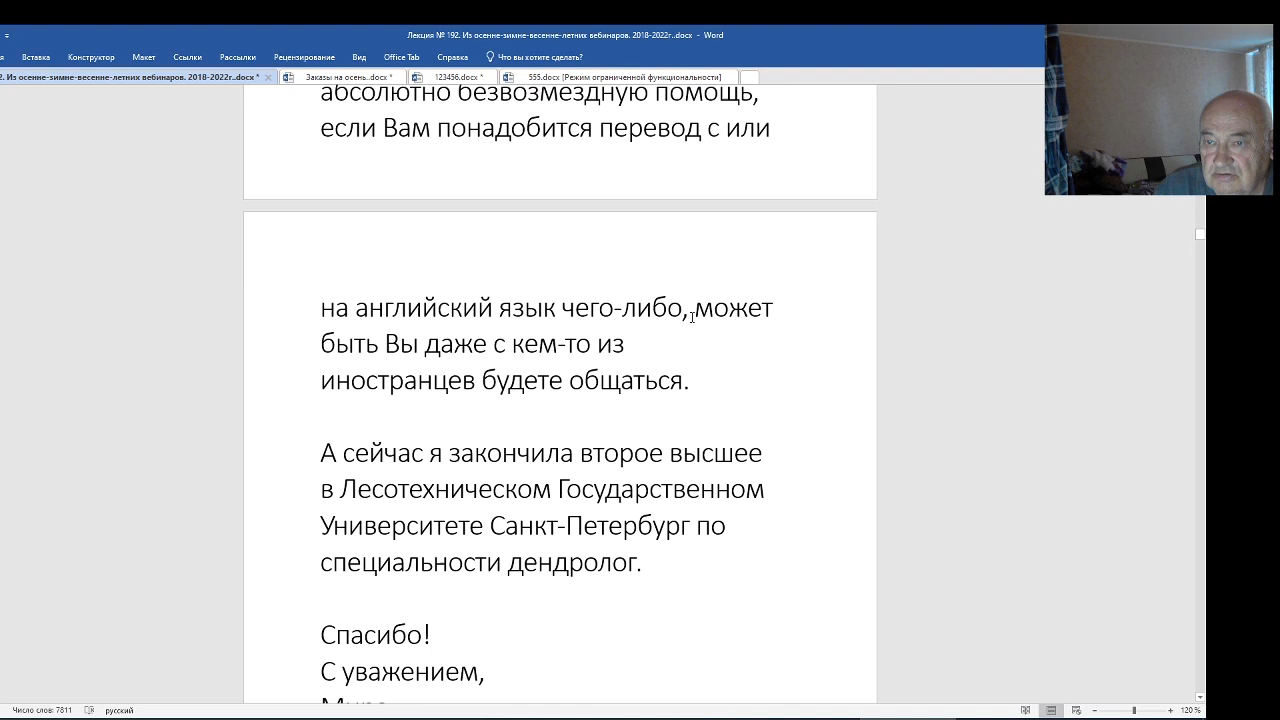 Лекция № 192. Из осенне-зимне-весенне-летних вебинаров. 2018-2022г..docx - Word
Вставка Конструктор Макет Ссылки Рассылки Рецензирование Вид Office Tab Справка Что вы хотите сделать?
2. Из осенне-зимне-весенне-летних вебинаров. 2018-2022г..docx * Заказы на осень..docx * 123456.docx * 555.docx [Режим ограниченной функциональности]
абсолютно безвозмездную помощь,
если Вам понадобится перевод с или
на английский язык чего-либо, может
быть Вы даже с кем-то из
иностранцев будете общаться.
А сейчас я закончила второе высшее
в Лесотехническом Государственном
Университете Санкт-Петербург по
специальности дендролог.
Спасибо!
С уважением,
Число слов: 7811 русский 120 %